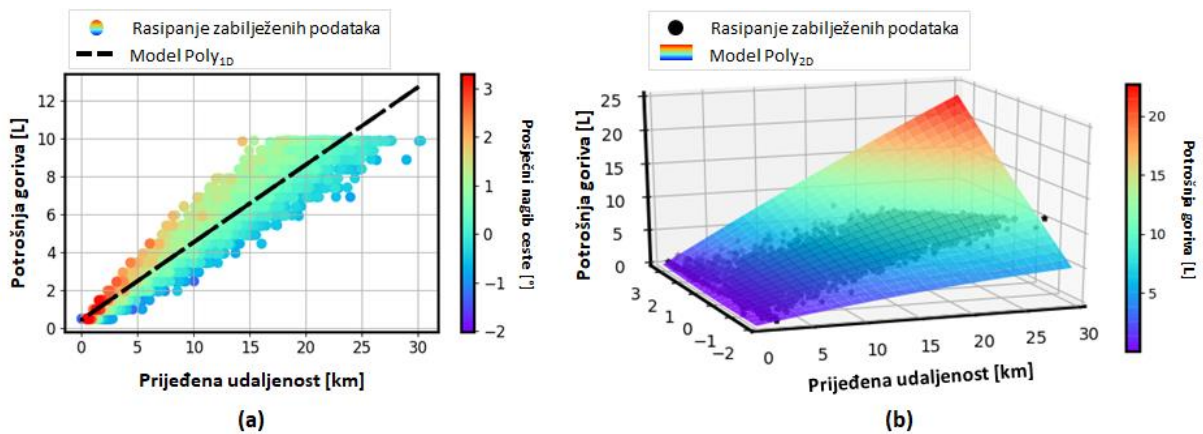 Rasipanje zabilježenih podataka
Model Poly1D
Potrošnja goriva [L]
12
10
8
6
4
2
0
0 5 10 15 20 25 30
Prijeđena udaljenost [km]
3
2
1
0
−1
−2
Prosječni nagib ceste [°]
(a)
Rasipanje zabilježenih podataka
Model Poly2D
Potrošnja goriva [L]
25
20
15
10
5
0
3 2 1 0 −1 −2
0 5 10 15 20 25 30
Prijeđena udaljenost [km]
20
15
10
5
Potrošnja goriva [L]
(b)